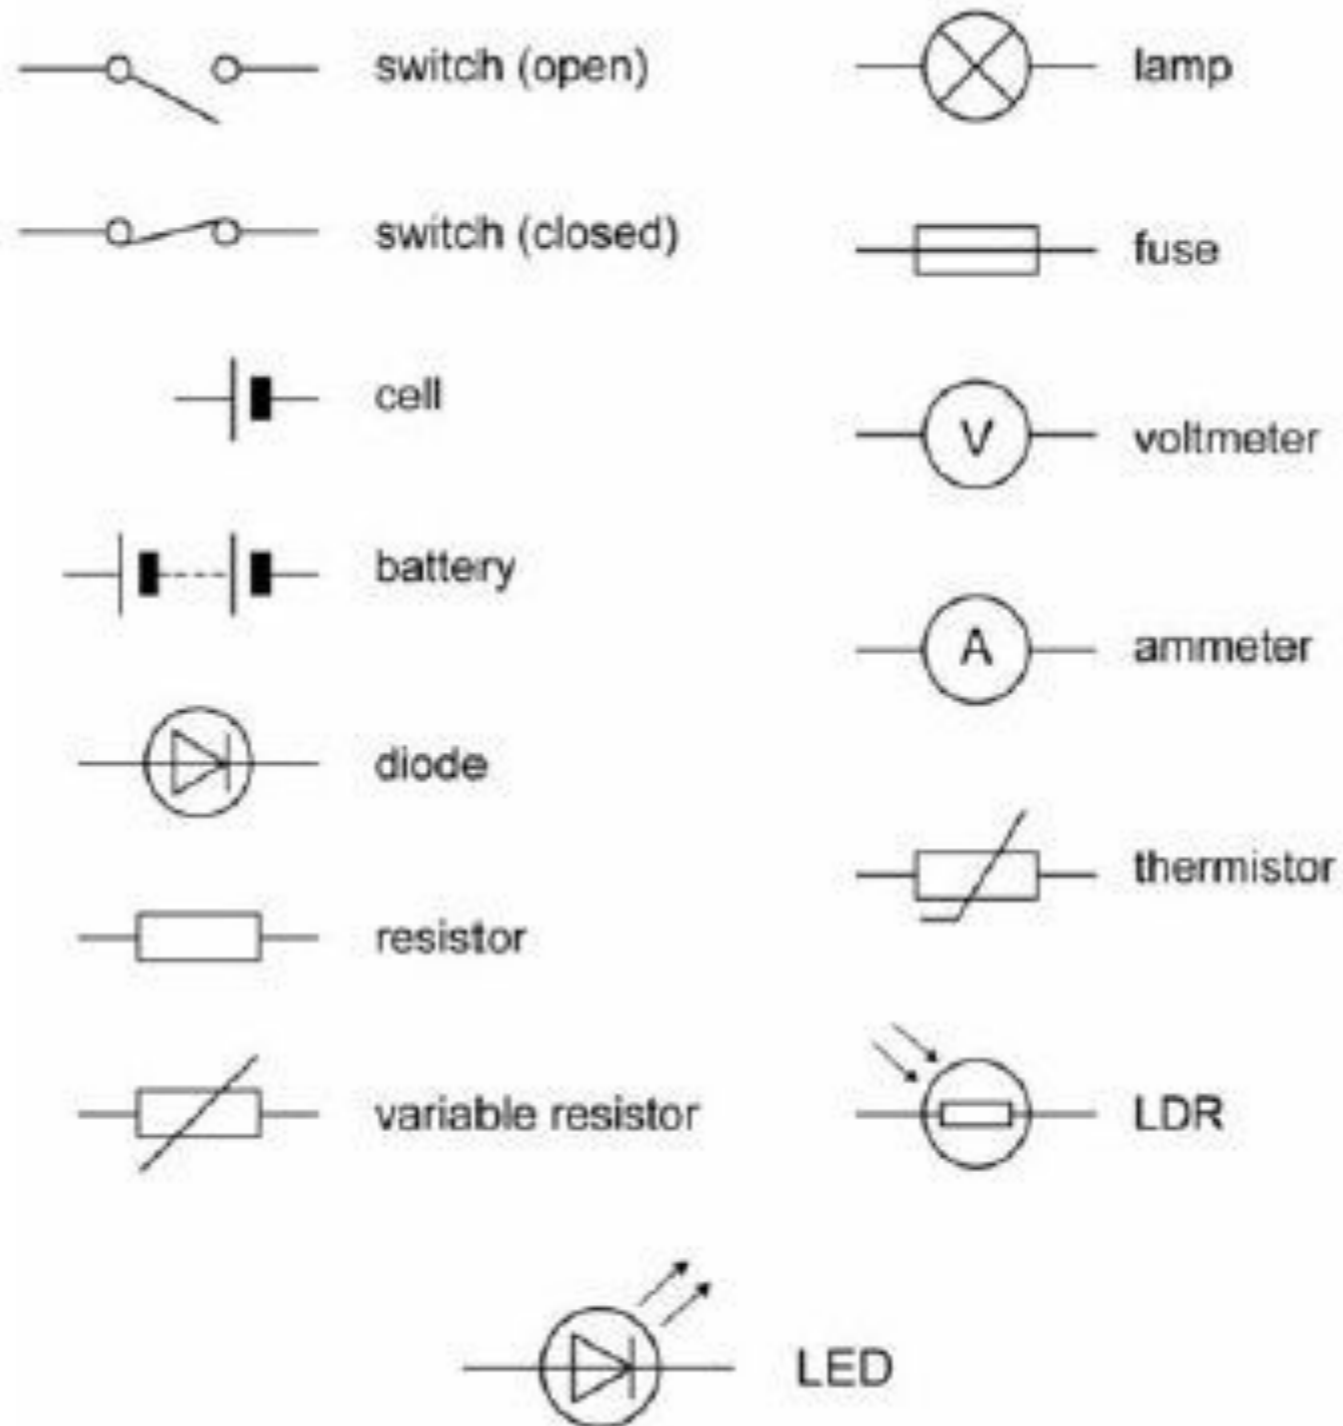 switch (open)
switch (closed)
cell
battery
diode
resistor
variable resistor
lamp
fuse
V
voltmeter
A
ammeter
thermistor
LDR
LED